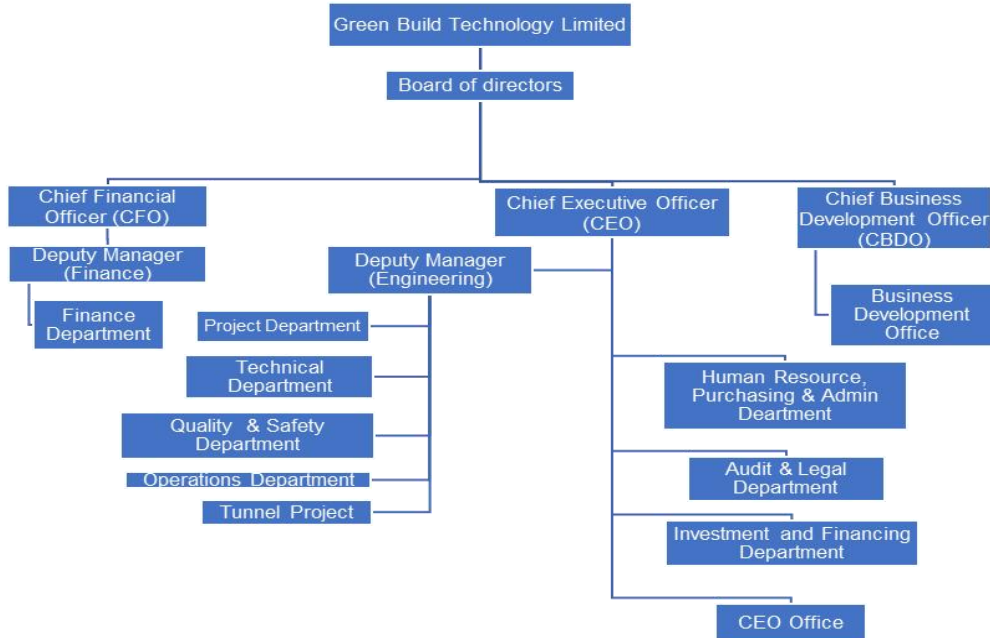 Green Build Technology Limited
Board of directors
Chief Financial
Officer (CFO)
Chief Executive Officer
(CEO)
Chief Business
Development Officer
(CBDO)
Deputy Manager
(Finance)
Deputy Manager
(Engineering)
Finance
Department
Business
Development
Office
Project Department
Technical
Department
Human Resource,
Purchasing & Admin
Deartment
Quality & Safety
Department
Audit & Legal
Department
Operations Department
Tunnel Project
Investment and Financing
Department
CEO Office